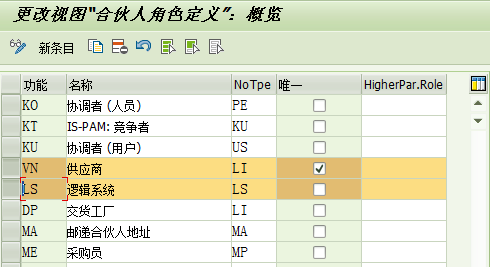 更改视图"合伙人角色定义": 概览
新条目
功能 名称 NoTpe 唯一 HigherPar.Role
KO 协调者 (人员) PE
KT IS-PAM: 竞争者 KU
KU 协调者 (用户) US
VN 供应商 LI
LS 逻辑系统 LS
DP 交货工厂 LI
MA 邮递合伙人地址 MA
ME 采购员 MP